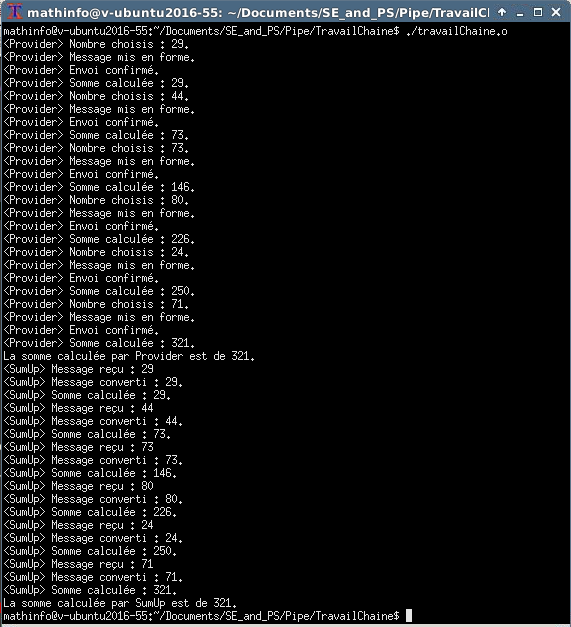 mathinfo@v-ubuntu2016-55: ~/Documents/SE_and_PS/Pipe/TravailCl
mathinfo@v-ubuntu2016-55:~/Documents/SE_and_PS/Pipe/TravailChaine$ ./travailChaine.o
<Provider> Nombre choisis : 29.
<Provider> Message mis en forme.
<Provider> Envoi confirmé.
<Provider> Somme calculée : 29.
<Provider> Nombre choisis : 44.
<Provider> Message mis en forme.
<Provider> Envoi confirmé.
<Provider> Somme calculée : 73.
<Provider> Nombre choisis : 73.
<Provider> Message mis en forme.
<Provider> Envoi confirmé.
<Provider> Somme calculée : 146.
<Provider> Nombre choisis : 80.
<Provider> Message mis en forme.
<Provider> Envoi confirmé.
<Provider> Somme calculée : 226.
<Provider> Nombre choisis : 24.
<Provider> Message mis en forme.
<Provider> Envoi confirmé.
<Provider> Somme calculée : 250.
<Provider> Nombre choisis : 71.
<Provider> Message mis en forme.
<Provider> Envoi confirmé.
<Provider> Somme calculée : 321.
La somme calculée par Provider est de 321.
<SumUp> Message reçu : 29
<SumUp> Message converti : 29.
<SumUp> Somme calculée : 29.
<SumUp> Message reçu : 44
<SumUp> Message converti : 44.
<SumUp> Somme calculée : 73.
<SumUp> Message reçu : 73
<SumUp> Message converti : 73.
<SumUp> Somme calculée : 146.
<SumUp> Message reçu : 80
<SumUp> Message converti : 80.
<SumUp> Somme calculée : 226.
<SumUp> Message reçu : 24
<SumUp> Message converti : 24.
<SumUp> Somme calculée : 250.
<SumUp> Message reçu : 71
<SumUp> Message converti : 71.
<SumUp> Somme calculée : 321.
La somme calculée par SumUp est de 321.
mathinfo@v-ubuntu2016-55:~/Documents/SE_and_PS/Pipe/TravailChaine$